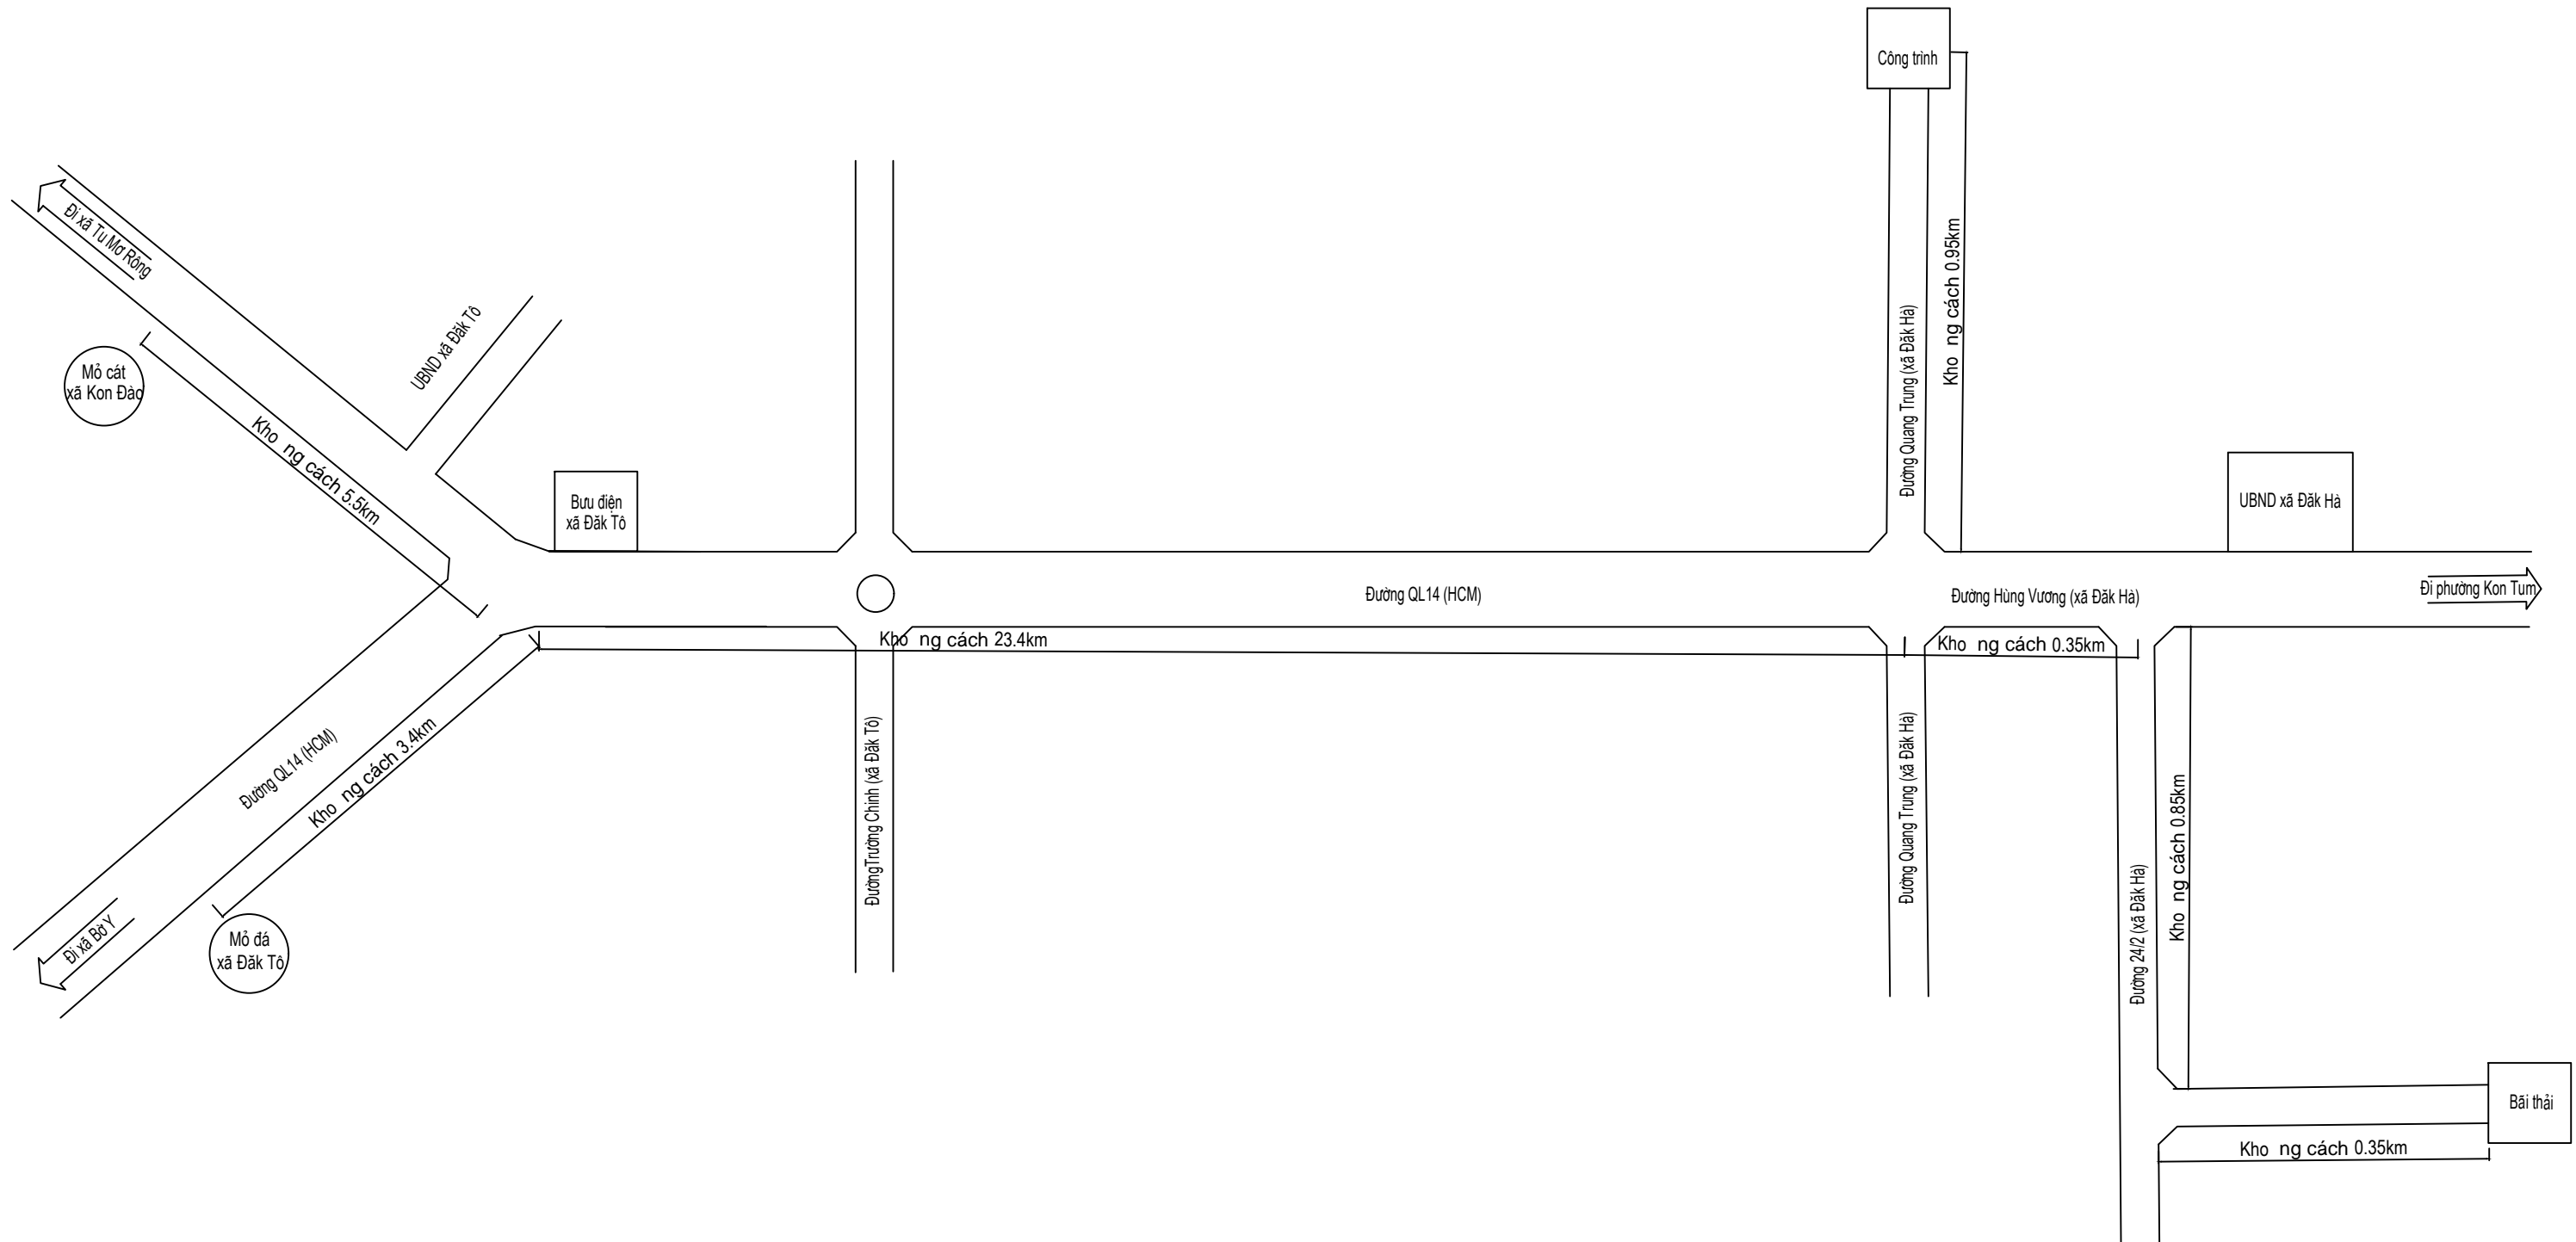 Công trình
Đi xã Tu Mơ Rông
UBND xã Đăk Tô
Mỏ cát
xã Kon Đào
Kho ng cách 5.5km
Bưu điện
xã Đăk Tô
Kho ng cách 0.95km
Đường Quang Trung (xã Đăk Hà)
UBND xã Đăk Hà
Đường QL14 (HCM)
Đường Hùng Vương (xã Đăk Hà)
Đi phường Kon Tum
Kho ng cách 23.4km
Kho ng cách 0.35km
Đường QL14 (HCM)
Kho ng cách 3.4km
ĐườngTrường Chinh (xã Đăk Tô)
Đường Quang Trung (xã Đăk Hà)
Kho ng cách 0.85km
Đường 24/2 (xã Đăk Hà)
Đi xã Bờ Y
Mỏ đá
xã Đăk Tô
Bãi thải
Kho ng cách 0.35km